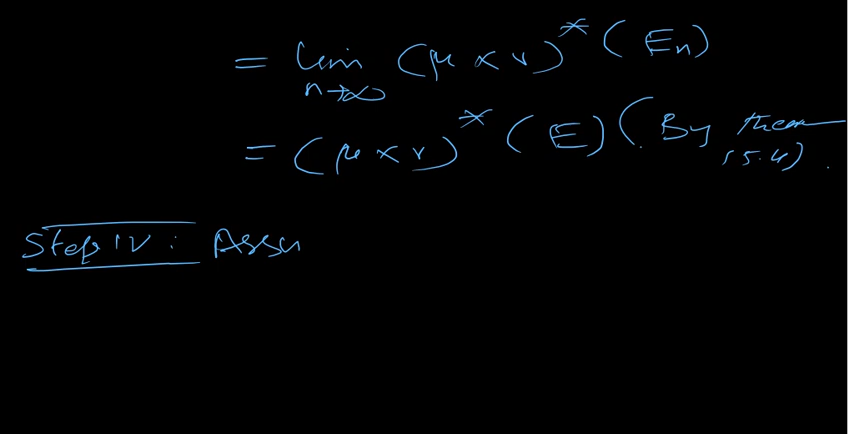 = lim n→∞ (μ × ν)* (En)
= (μ × ν)* (E) (By theorem 15.4).
Step IV : Assu